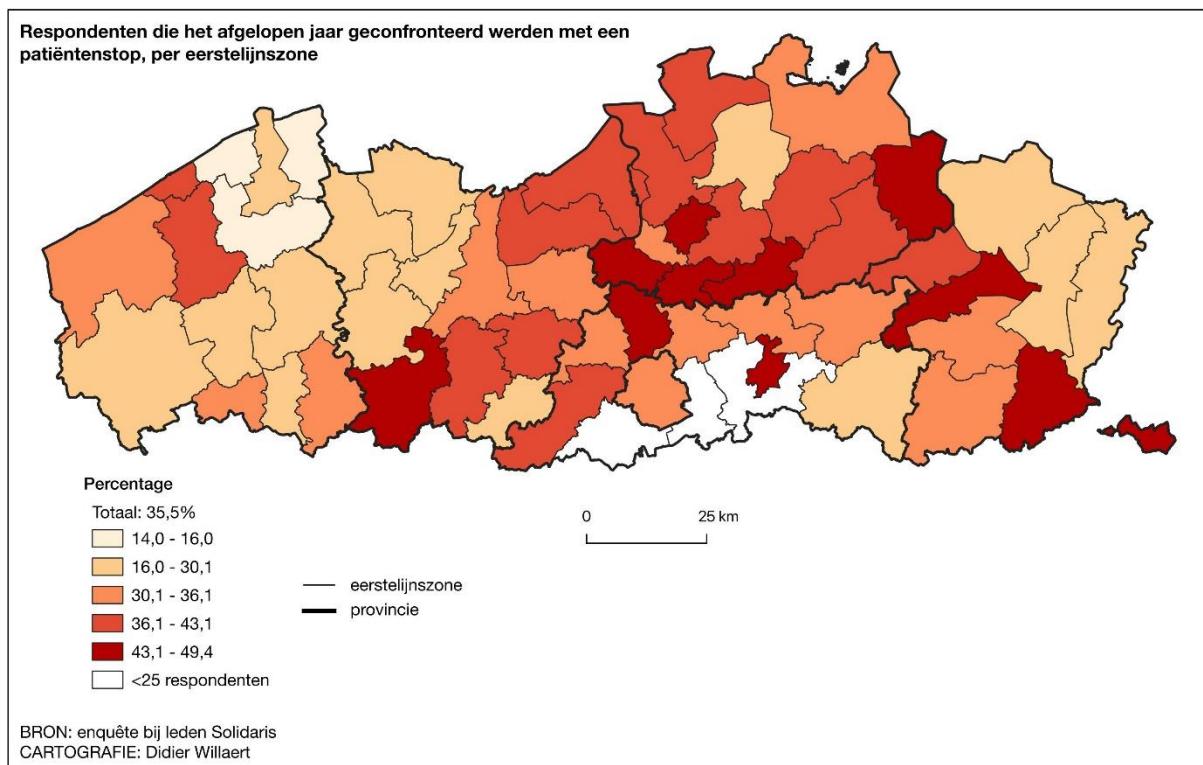 Respondenten die het afgelopen jaar geconfronteerd werden met een
patiëntenstop, per eerstelijnszone
Percentage
Totaal: 35,5%
14,0 - 16,0
16,0 - 30,1
30,1 - 36,1
36,1 - 43,1
43,1 - 49,4
<25 respondenten
0 25 km
eerstelijnszone
provincie
BRON: enquête bij leden Solidaris
CARTOGRAFIE: Didier Willaert